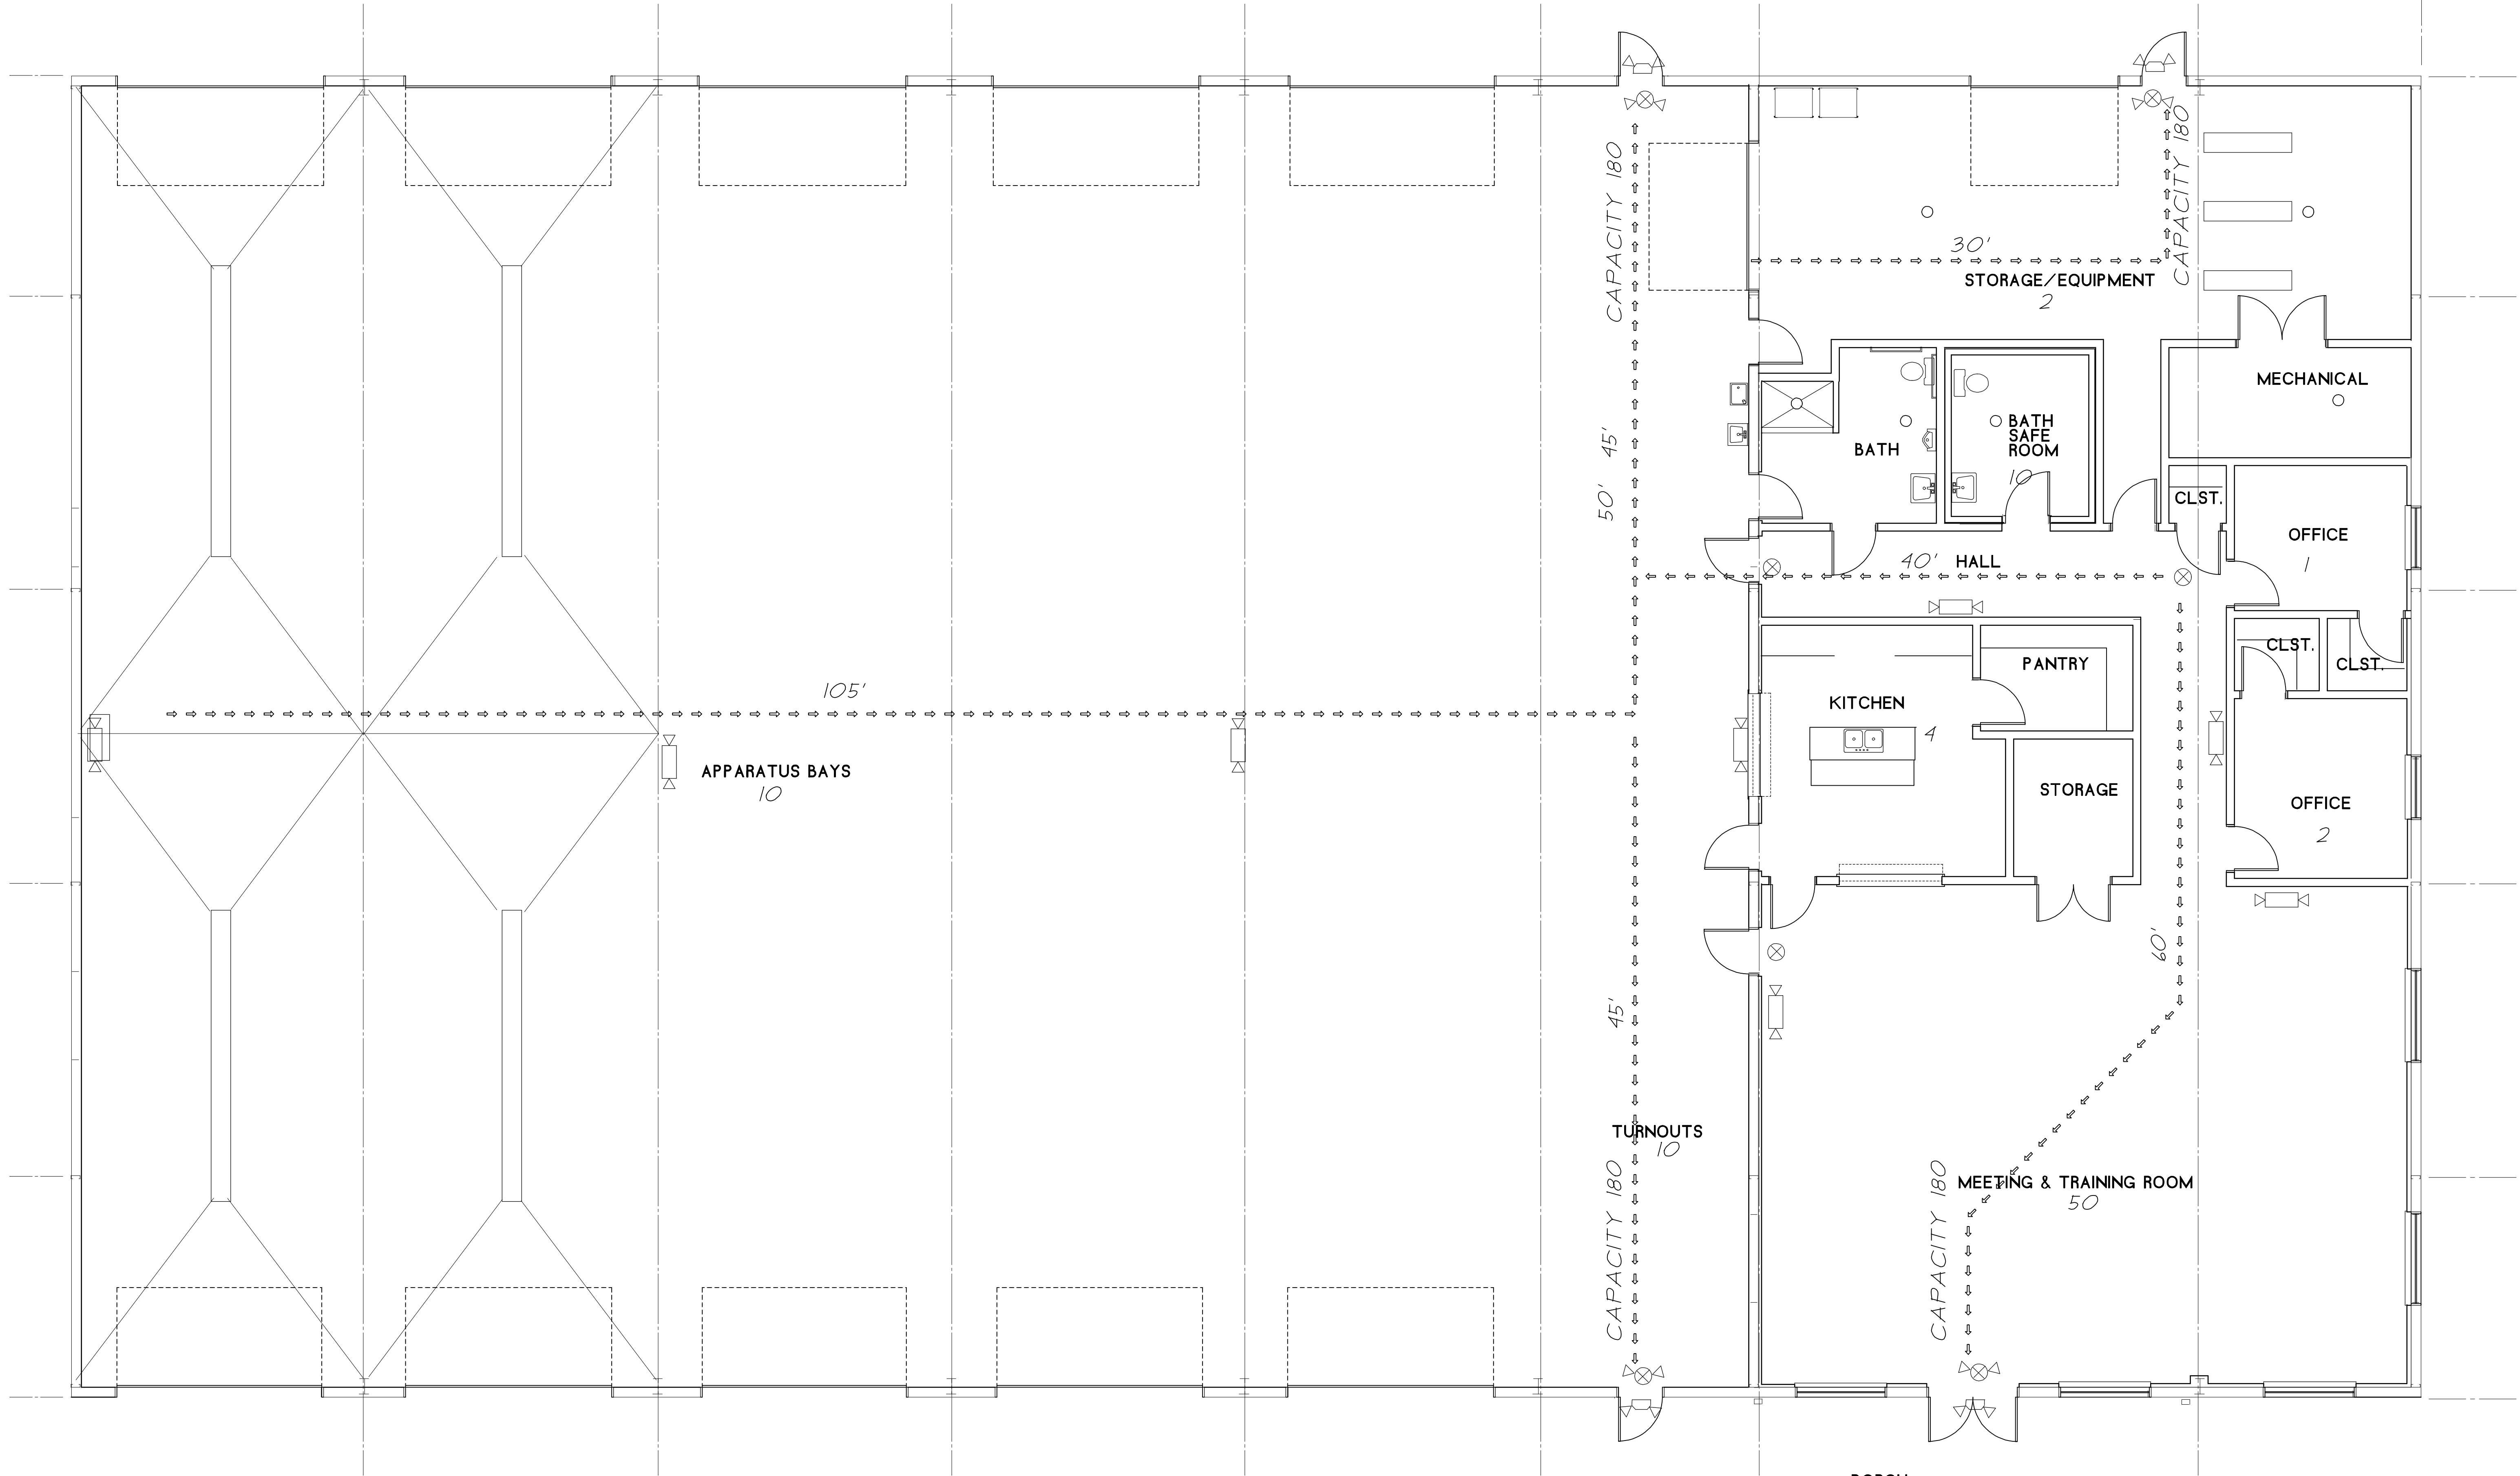 CAPACITY 180
CAPACITY 180
30'
STORAGE/EQUIPMENT
2
MECHANICAL
BATH
SAFE
ROOM
10
BATH
45'
50'
CLST.
OFFICE
1
40'
HALL
CLST.
CLST.
PANTRY
105'
KITCHEN
4
APPARATUS BAYS
10
STORAGE
OFFICE
2
60'
45'
TURNOUTS
10
CAPACITY 180
CAPACITY 180
MEETING & TRAINING ROOM
50